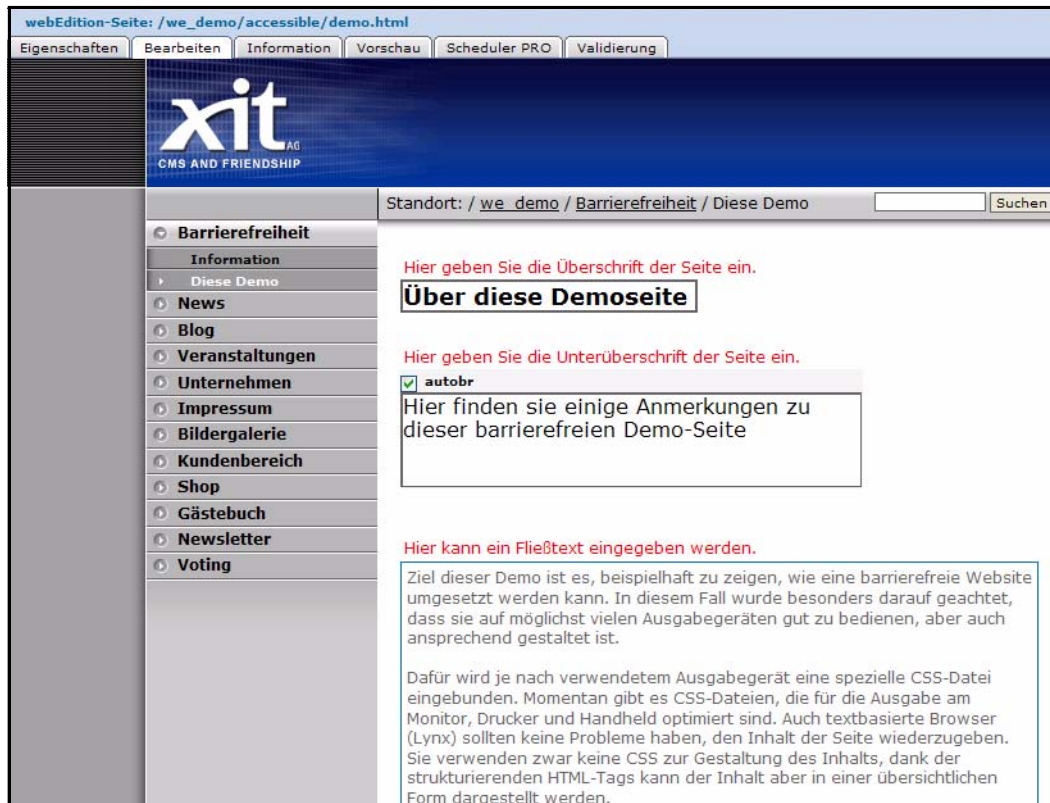 webEdition-Seite: /we_demo/accessible/demo.html
Eigenschaften Bearbeiten Information Vorschau Scheduler PRO Validierung
xit AG
CMS AND FRIENDSHIP
Standort: / we_demo / Barrierefreiheit / Diese Demo Suchen
Barrierefreiheit
Information
Diese Demo
News
Blog
Veranstaltungen
Unternehmen
Impressum
Bildergalerie
Kundenbereich
Shop
Gästebuch
Newsletter
Voting
Hier geben Sie die Überschrift der Seite ein.
Über diese Demoseite
Hier geben Sie die Unterüberschrift der Seite ein.
autobr
Hier finden sie einige Anmerkungen zu
dieser barrierefreien Demo-Seite
Hier kann ein Fließtext eingegeben werden.
Ziel dieser Demo ist es, beispielhaft zu zeigen, wie eine barrierefreie Website
umgesetzt werden kann. In diesem Fall wurde besonders darauf geachtet,
dass sie auf möglichst vielen Ausgabegeräten gut zu bedienen, aber auch
ansprechend gestaltet ist.
Dafür wird je nach verwendetem Ausgabegerät eine spezielle CSS-Datei
eingebunden. Momentan gibt es CSS-Dateien, die für die Ausgabe am
Monitor, Drucker und Handheld optimiert sind. Auch textbasierte Browser
(Lynx) sollten keine Probleme haben, den Inhalt der Seite wiederzugeben.
Sie verwenden zwar keine CSS zur Gestaltung des Inhalts, dank der
strukturierenden HTML-Tags kann der Inhalt aber in einer übersichtlichen
Form dargestellt werden.